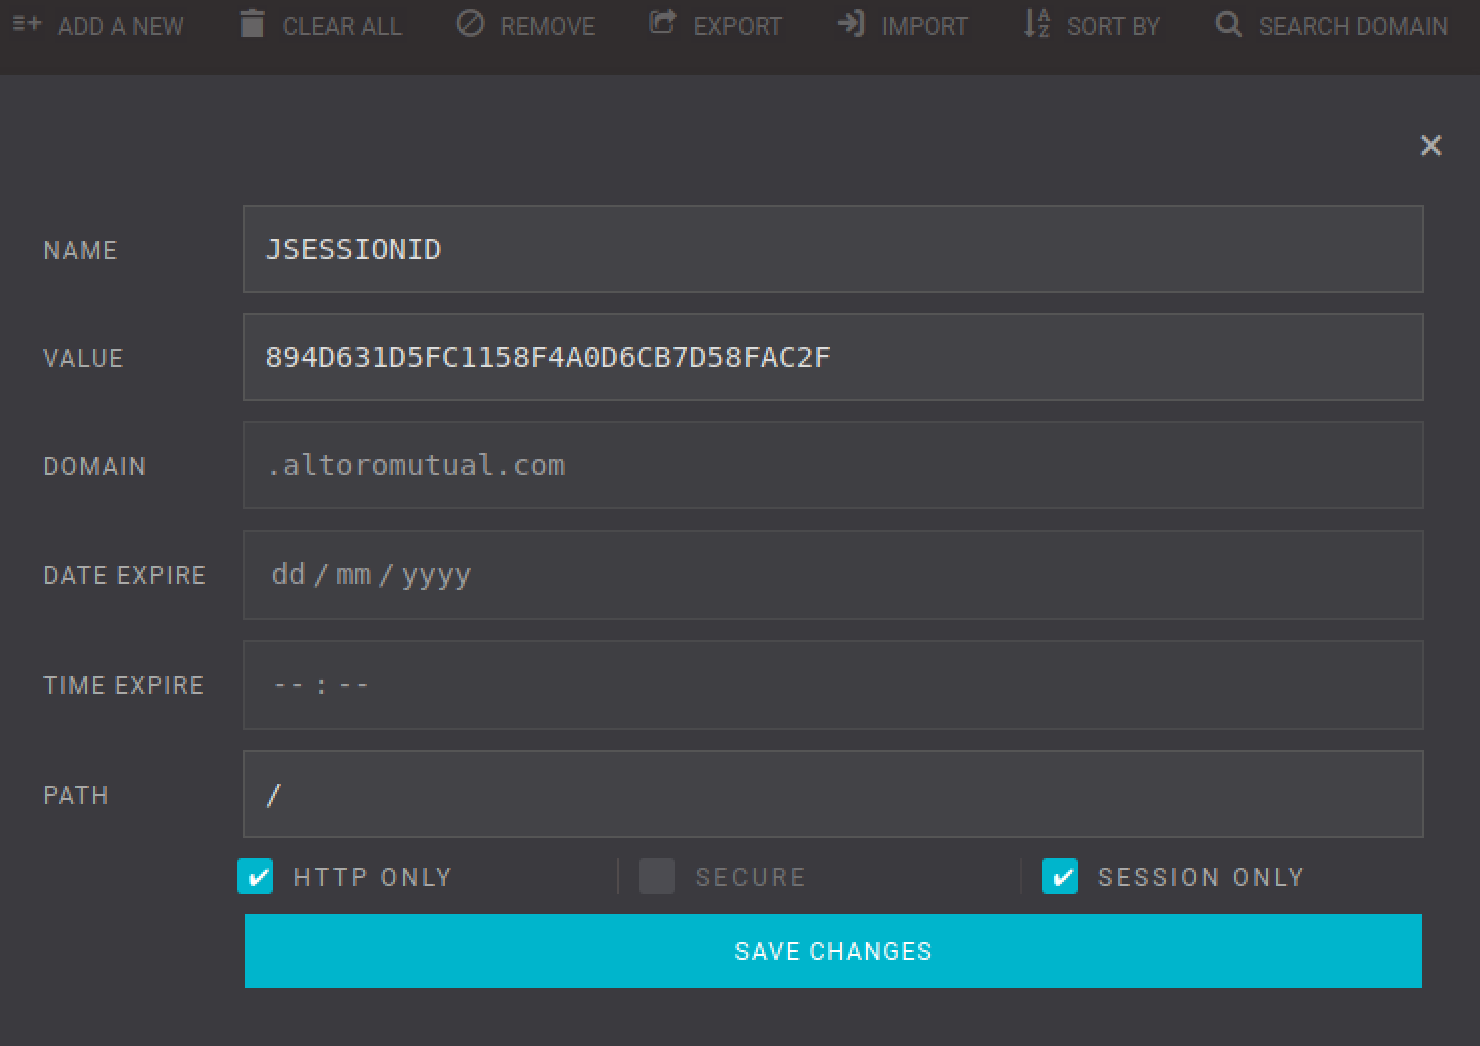 ADD A NEW CLEAR ALL REMOVE EXPORT IMPORT SORT BY SEARCH DOMAIN
NAME JSESSIONID
VALUE 894D631D5FC1158F4A0D6CB7D58FAC2F
DOMAIN .altoromutual.com
DATE EXPIRE dd / mm / yyyy
TIME EXPIRE -- : --
PATH /
HTTP ONLY SECURE SESSION ONLY
SAVE CHANGES